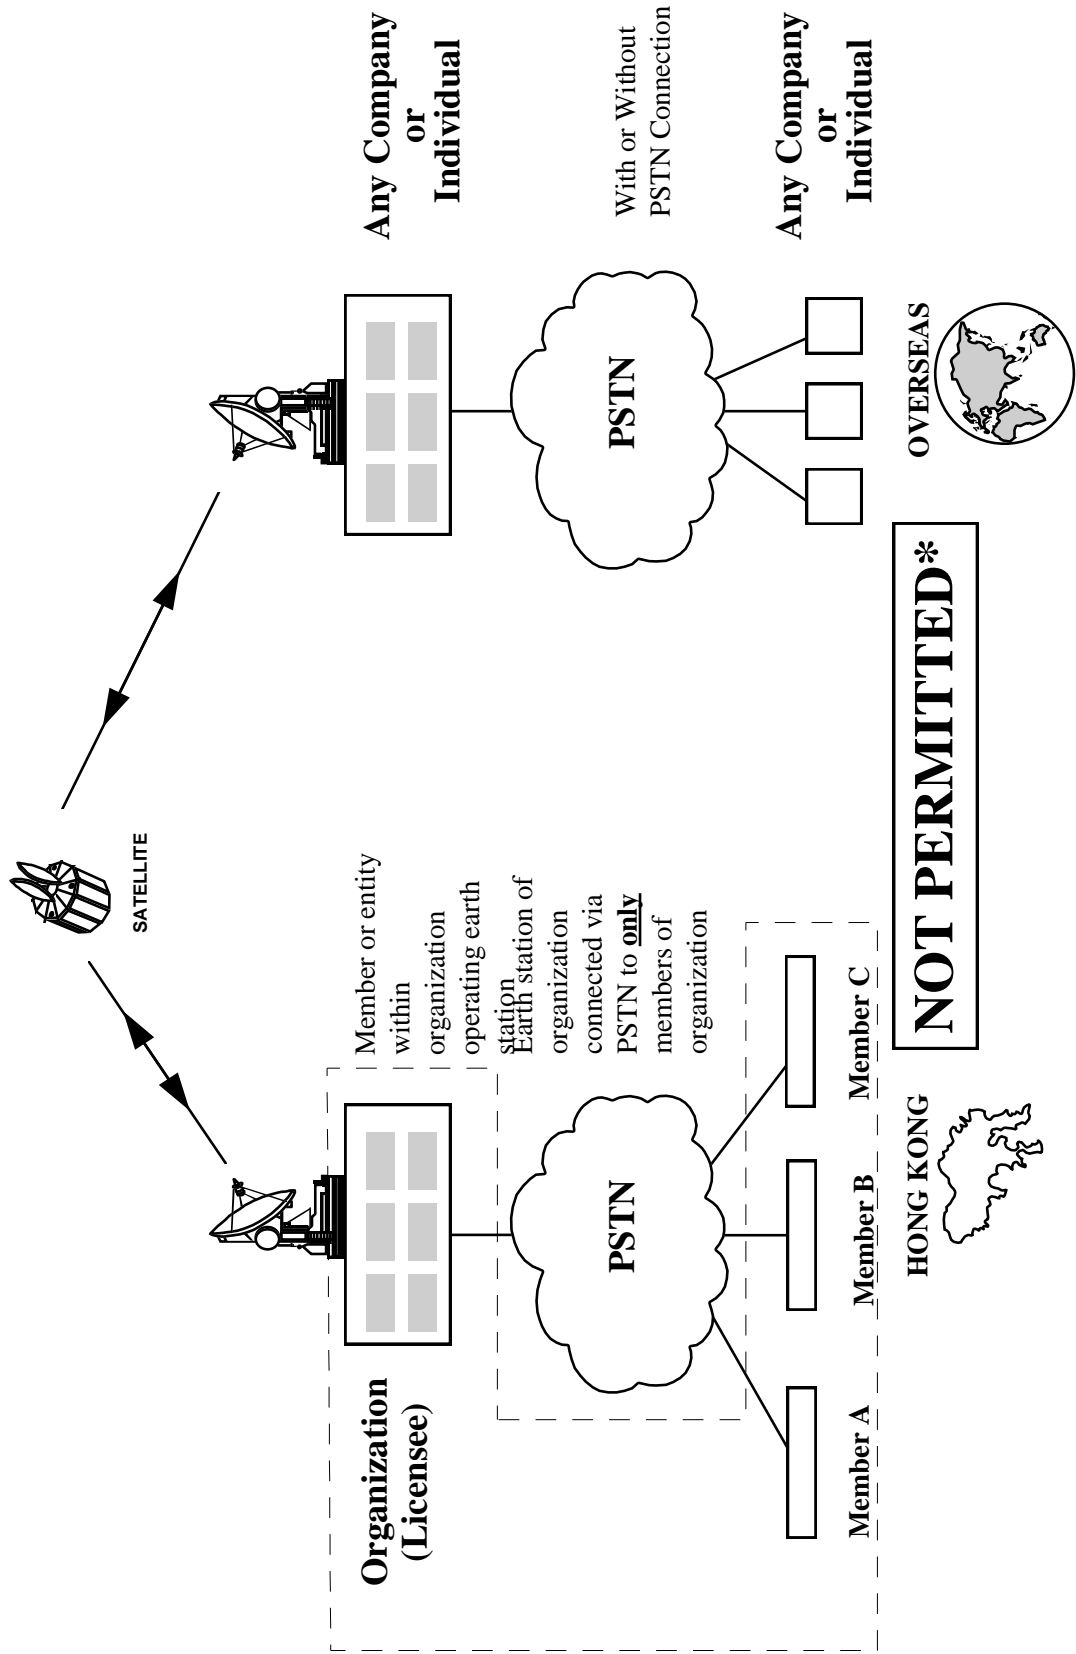 SATELLITE
Organization
(Licensee)
Member or entity
within
organization
operating earth
station
Earth station of
organization
connected via
PSTN to only
members of
organization
PSTN
Member A
Member B
Member C
HONG KONG
Any Company
or
Individual
PSTN
With or Without
PSTN Connection
Any Company
or
Individual
OVERSEAS
NOT PERMITTED*